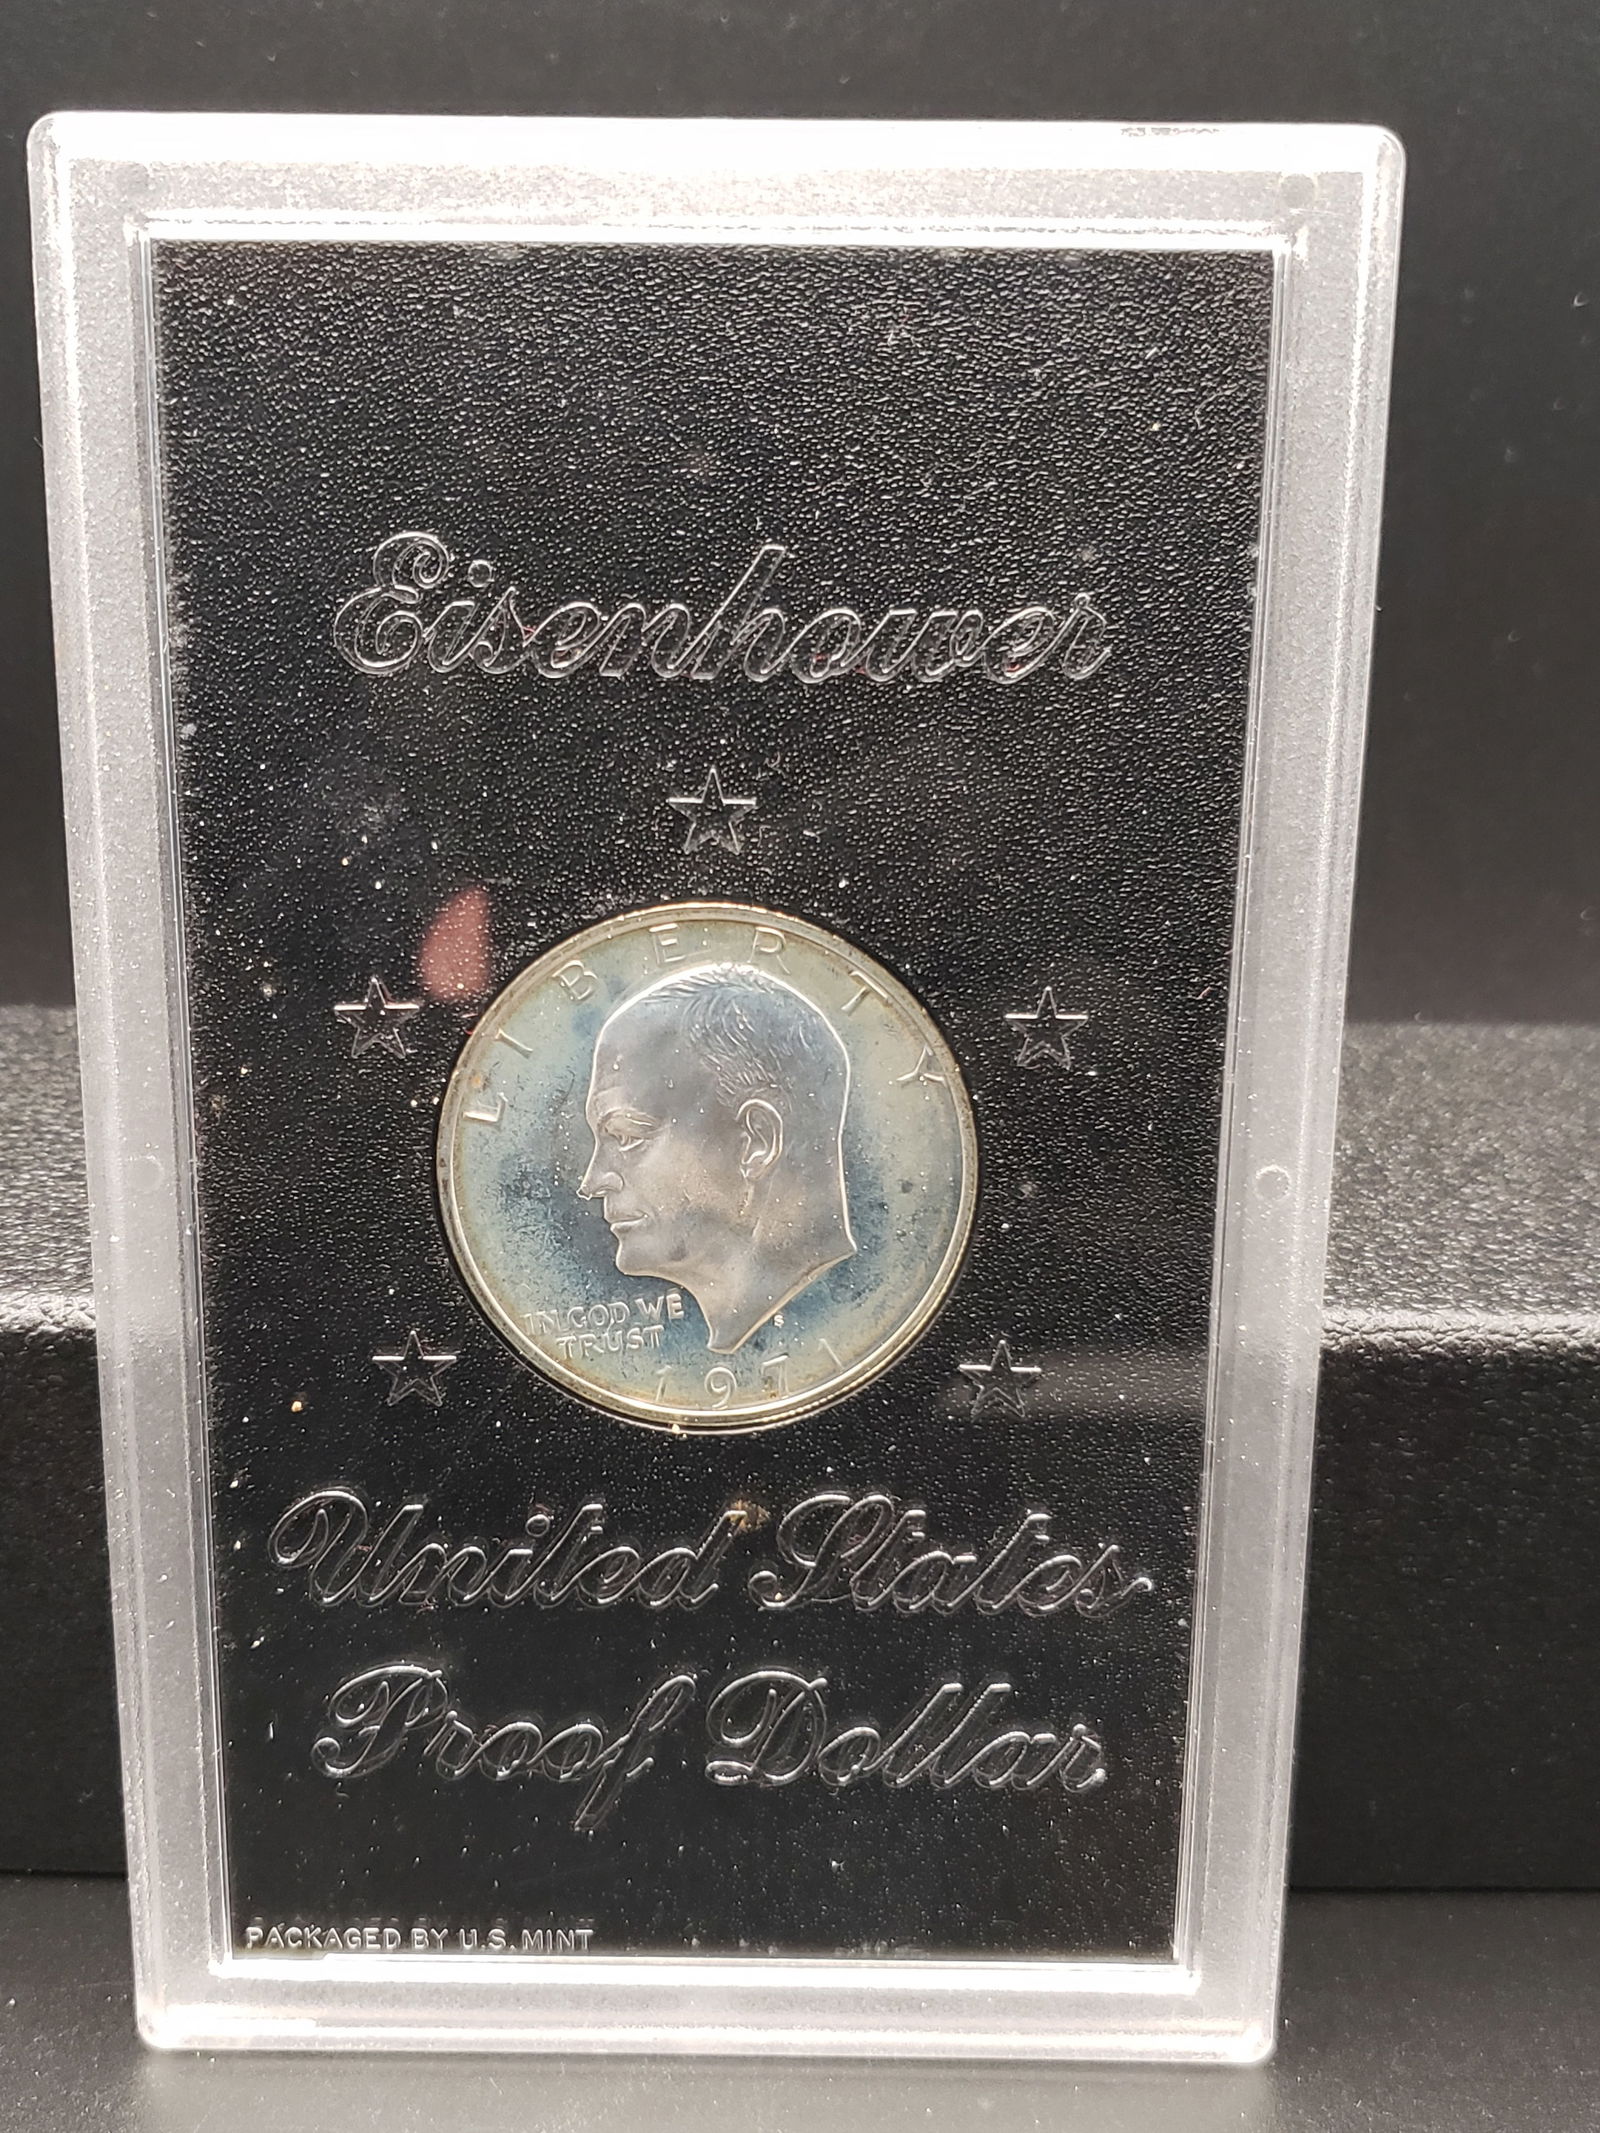 Eisenhower
LIBERTY
IN GOD WE
TRUST
S
1971
United States
Proof Dollar
PACKAGED BY U.S. MINT